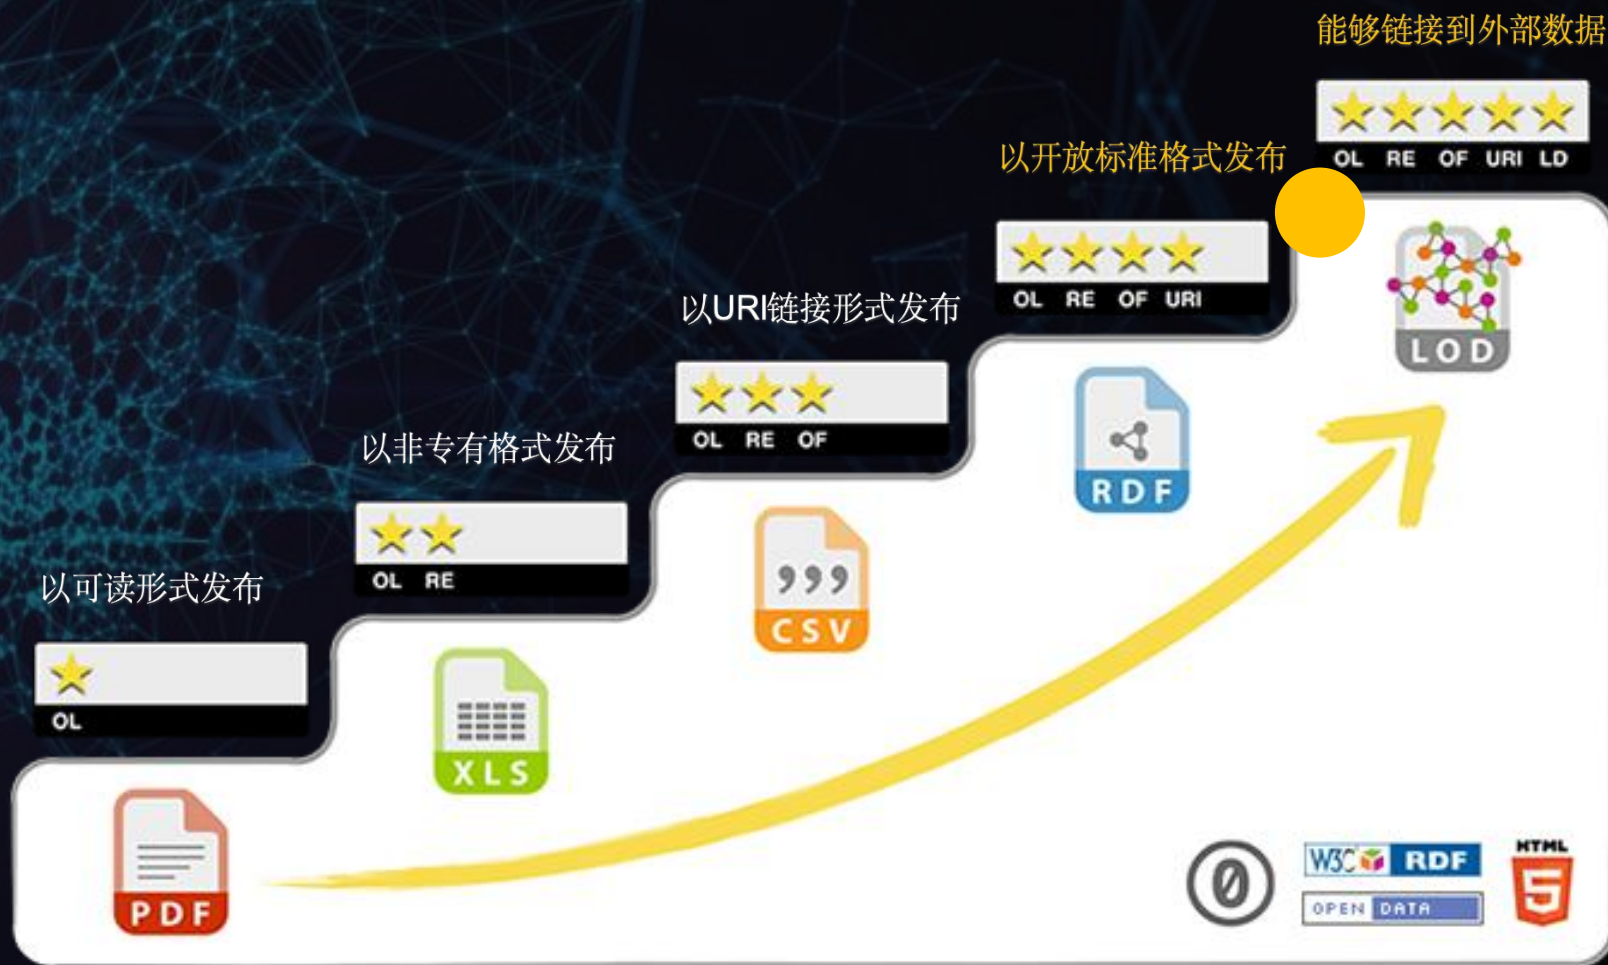 能够链接到外部数据
OL RE OF URI LD
以开放标准格式发布
OL RE OF URI
LOD
以URI链接形式发布
OL RE OF
RDF
以非专有格式发布
OL RE
CSV
以可读形式发布
OL
XLS
PDF
0
W3C RDF
OPEN DATA
HTML
5